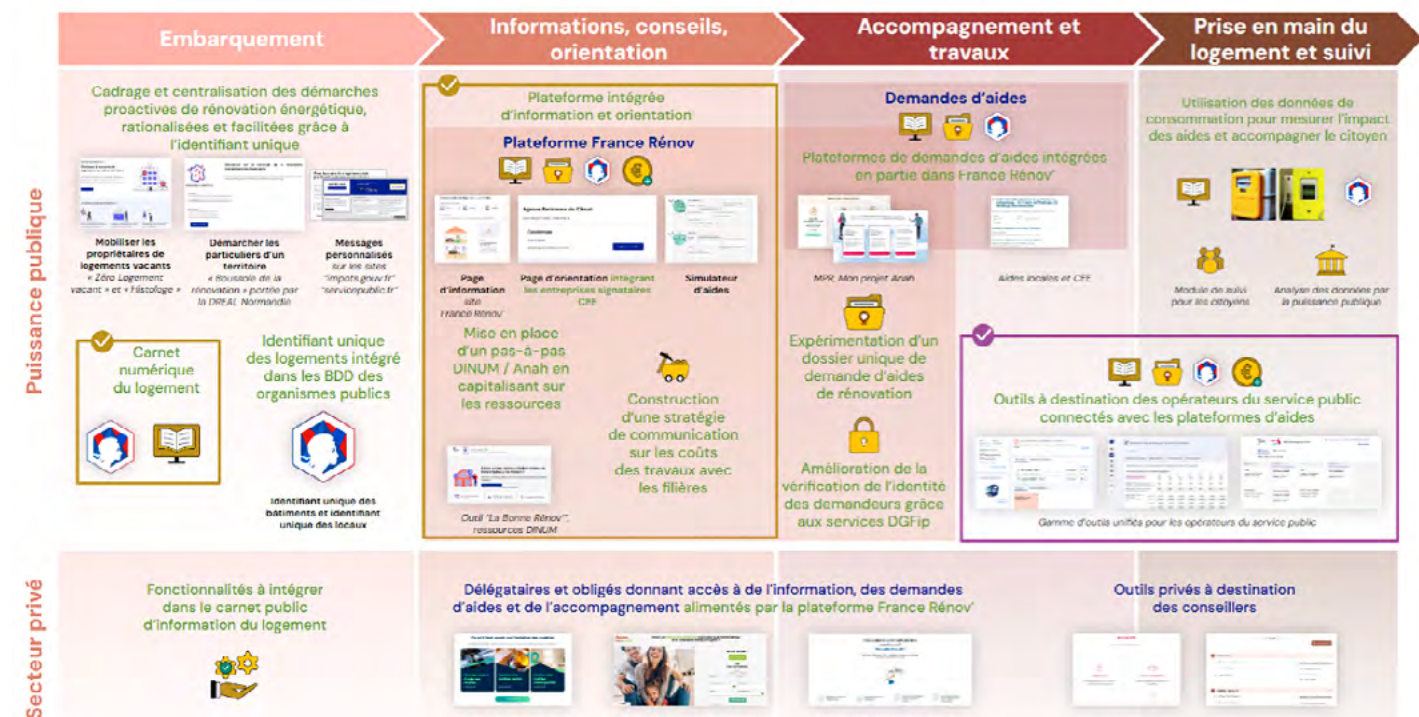 Embarquement
Informations, conseils,
orientation
Accompagnement et
travaux
Prise en main du
logement et suivi
Puissance publique
Cadrage et centralisation des démarches
proactives de rénovation énergétique,
rationalisées et facilitées grâce à
l'identifiant unique
Mobiliser les
propriétaires de
logements vacants
« Zéro Logement
vacant » et « Histologe »
Démarcher les
particuliers d'un
territoire
« Boussole de la
rénovation » portée par
la DREAL Normandie
Messages
personnalisés
sur les sites
"impots.gouv.fr"
"servicepublic.fr"
Carnet
numérique
du logement
Identifiant unique
des logements intégré
dans les BDD des
organismes publics
Identifiant unique des
batiments et identifiant
unique des locaux
Plateforme intégrée
d'information et orientation
Plateforme France Rénov
Page
d'information
site
France Rénov'
Page d'orientation intégrant
les entreprises signataires
CEE
Simulateur
d'aides
Mise en place
d'un pas-à-pas
DINUM / Anah en
capitalisant sur
les ressources
Outil "La Bonne Rénov'",
ressources DINUM
Construction
d'une stratégie
de communication
sur les coûts
des travaux avec
les filières
Demandes d'aides
Plateformes de demandes d'aides intégrées
en partie dans France Rénov'
MPR, Mon projet Anah
Aides locales et CEE
Expérimentation d'un
dossier unique de
demande d'aides
de rénovation
Amélioration de la
vérification de l'identité
des demandeurs grâce
aux services DGFip
Utilisation des données de
consommation pour mesurer l'impact
des aides et accompagner le citoyen
Module de suivi
pour les citoyens
Analyse des données par
la puissance publique
Outils à destination des opérateurs du service public
connectés avec les plateformes d'aides
Gamme d'outils unifiés pour les opérateurs du service public
Secteur privé
Fonctionnalités à intégrer
dans le carnet public
d'information du logement
Délégataires et obligés donnant accès à de l'information, des demandes
d'aides et de l'accompagnement alimentés par la plateforme France Rénov'
Outils privés à destination
des conseillers